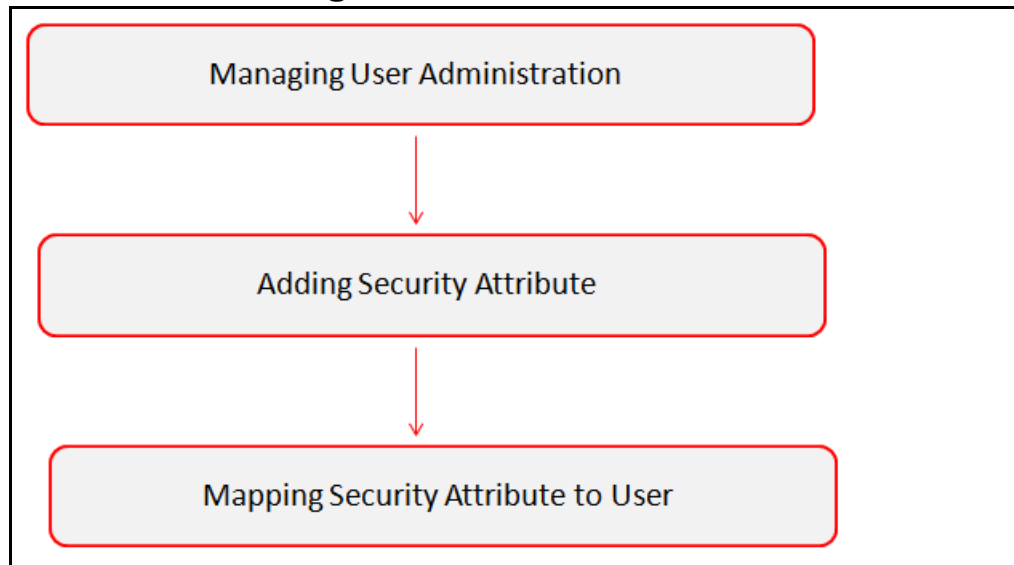 Managing User Administration
Adding Security Attribute
Mapping Security Attribute to User